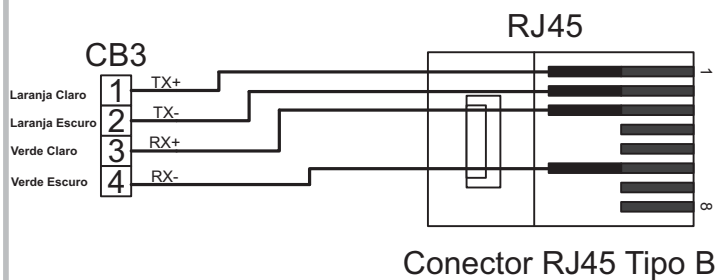 RJ45
CB3
Laranja Claro 1 TX+
Laranja Escuro 2 TX-
Verde Claro 3 RX+
Verde Escuro 4 RX-
1
8
Conector RJ45 Tipo B